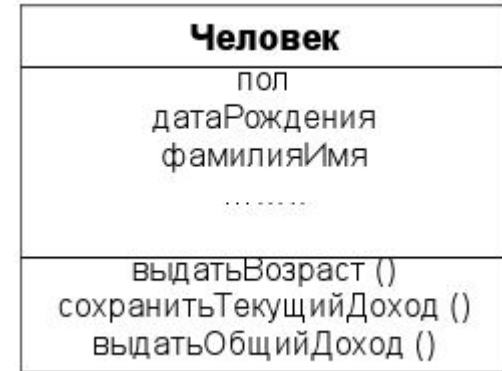 Человек
пол
датаРождения
фамилияИмя
........
выдатьВозраст ()
сохранитьТекущийДоход ()
выдатьОбщийДоход ()